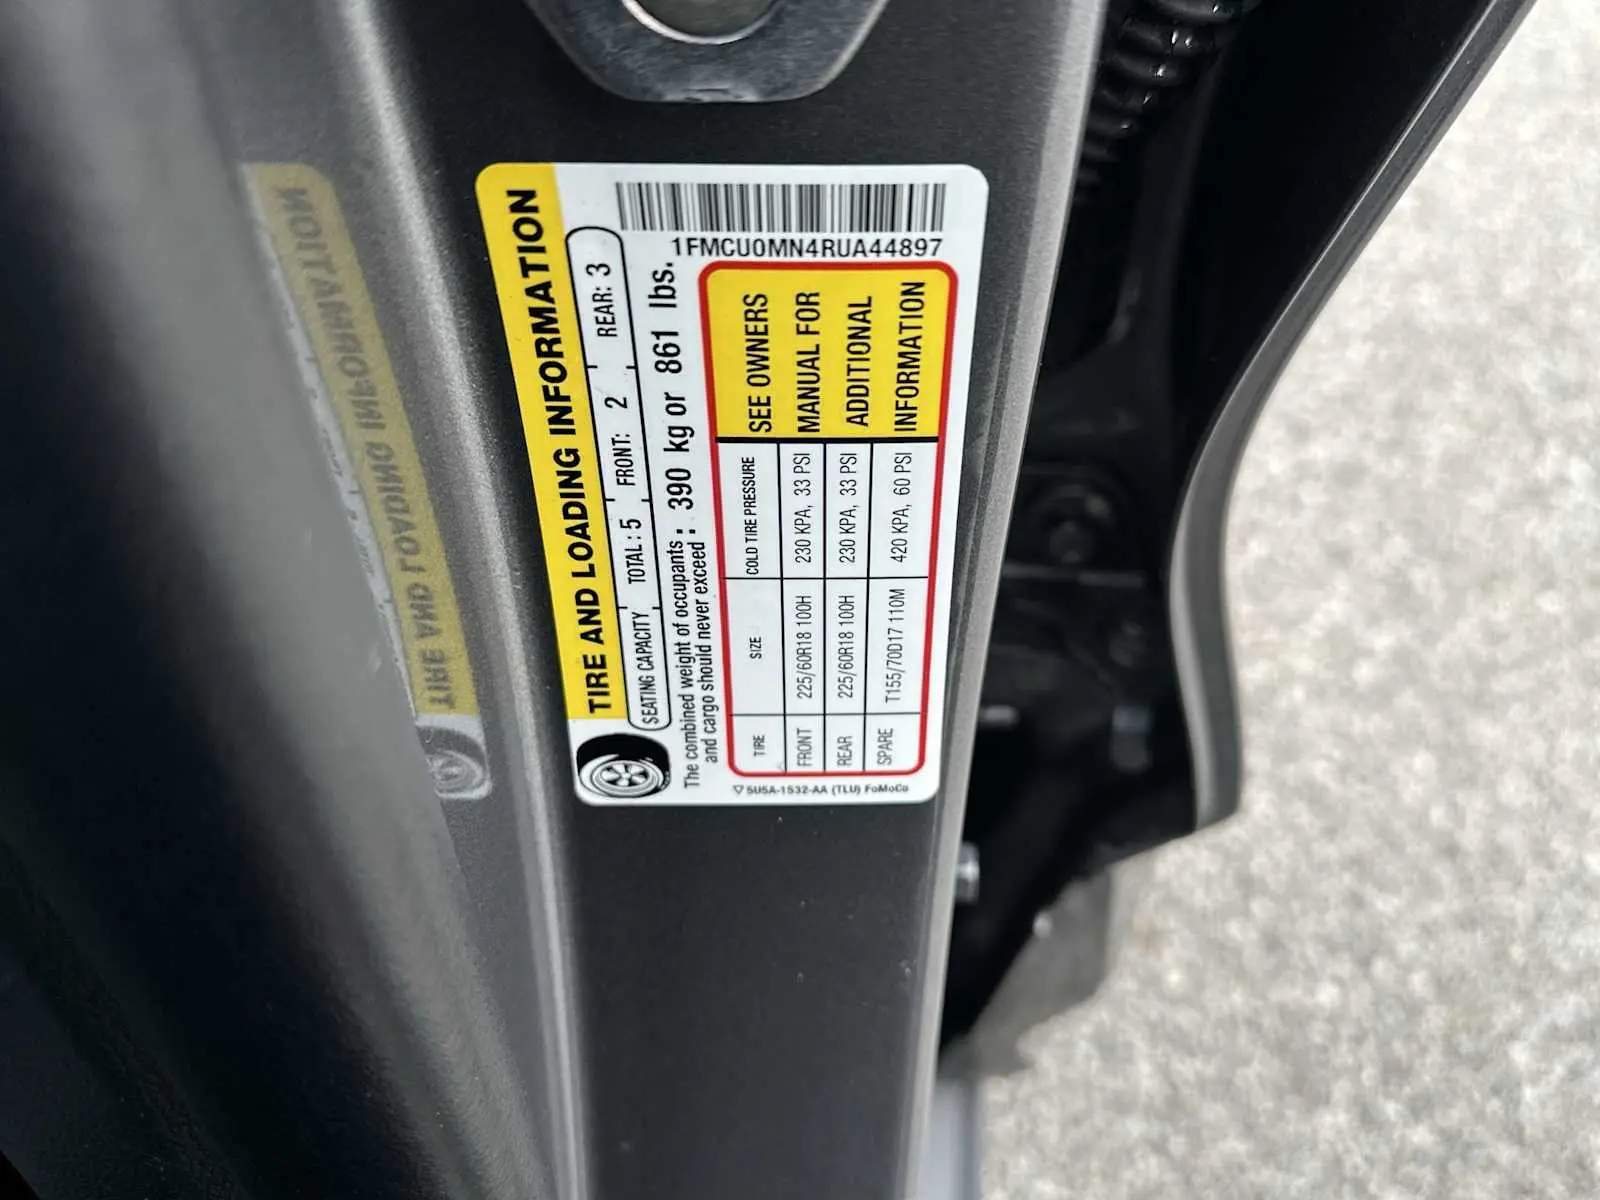 1FMCU0MN4RUA44897
TIRE AND LOADING INFORMATION
SEATING CAPACITY TOTAL: 5 FRONT: 2 REAR: 3
The combined weight of occupants
and cargo should never exceed : 390 kg or 861 lbs.
TIRE SIZE COLD TIRE PRESSURE
FRONT 225/60R18 100H 230 KPA, 33 PSI
REAR 225/60R18 100H 230 KPA, 33 PSI
SPARE T155/70D17 110M 420 KPA, 60 PSI
SEE OWNERS
MANUAL FOR
ADDITIONAL
INFORMATION
5U5A-1532-AA (TLU) FoMoCo
TIRE AND LOADING INFORMATION